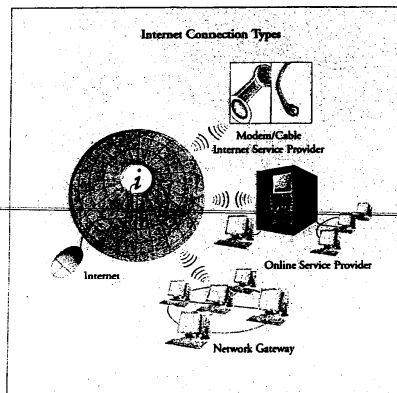 Internet Connection Types
Modem/Cable
Internet Service Provider
i
Online Service Provider
Internet
Network Gateway